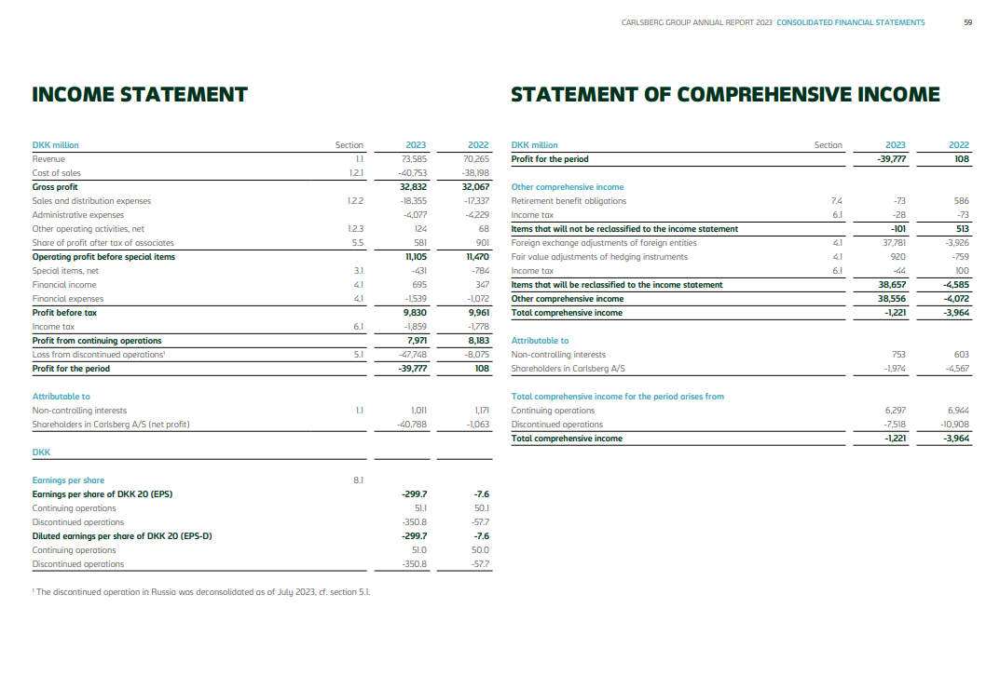 CARLSBERG GROUP ANNUAL REPORT 2023 CONSOLIDATED FINANCIAL STATEMENTS 59
INCOME STATEMENT
DKK million Section 2023 2022
Revenue 1.1 73,585 70,265
Cost of sales 1.2.1 -40,753 -38,198
Gross profit 32,832 32,067
Sales and distribution expenses 1.2.2 -18,355 -17,337
Administrative expenses -4,077 -4,229
Other operating activities, net 1.2.3 124 68
Share of profit after tax of associates 5.5 581 901
Operating profit before special items 11,105 11,470
Special items, net 3.1 -431 -784
Financial income 4.1 695 347
Financial expenses 4.1 -1,539 -1,072
Profit before tax 9,830 9,961
Income tax 6.1 -1,859 -1,778
Profit from continuing operations 7,971 8,183
Loss from discontinued operations¹ 5.1 -47,748 -8,075
Profit for the period -39,777 108
Attributable to
Non-controlling interests 1.1 1,011 1,171
Shareholders in Carlsberg A/S (net profit) -40,788 -1,063
DKK
Earnings per share 8.1
Earnings per share of DKK 20 (EPS) -299.7 -7.6
Continuing operations 51.1 50.1
Discontinued operations -350.8 -57.7
Diluted earnings per share of DKK 20 (EPS-D) -299.7 -7.6
Continuing operations 51.0 50.0
Discontinued operations -350.8 -57.7
¹ The discontinued operation in Russia was deconsolidated as of July 2023, cf. section 5.1.
STATEMENT OF COMPREHENSIVE INCOME
DKK million Section 2023 2022
Profit for the period -39,777 108
Other comprehensive income
Retirement benefit obligations 7.4 -73 586
Income tax 6.1 -28 -73
Items that will not be reclassified to the income statement -101 513
Foreign exchange adjustments of foreign entities 4.1 37,781 -3,926
Fair value adjustments of hedging instruments 4.1 920 -759
Income tax 6.1 -44 100
Items that will be reclassified to the income statement 38,657 -4,585
Other comprehensive income 38,556 -4,072
Total comprehensive income -1,221 -3,964
Attributable to
Non-controlling interests 753 603
Shareholders in Carlsberg A/S -1,974 -4,567
Total comprehensive income for the period arises from
Continuing operations 6,297 6,944
Discontinued operations -7,518 -10,908
Total comprehensive income -1,221 -3,964